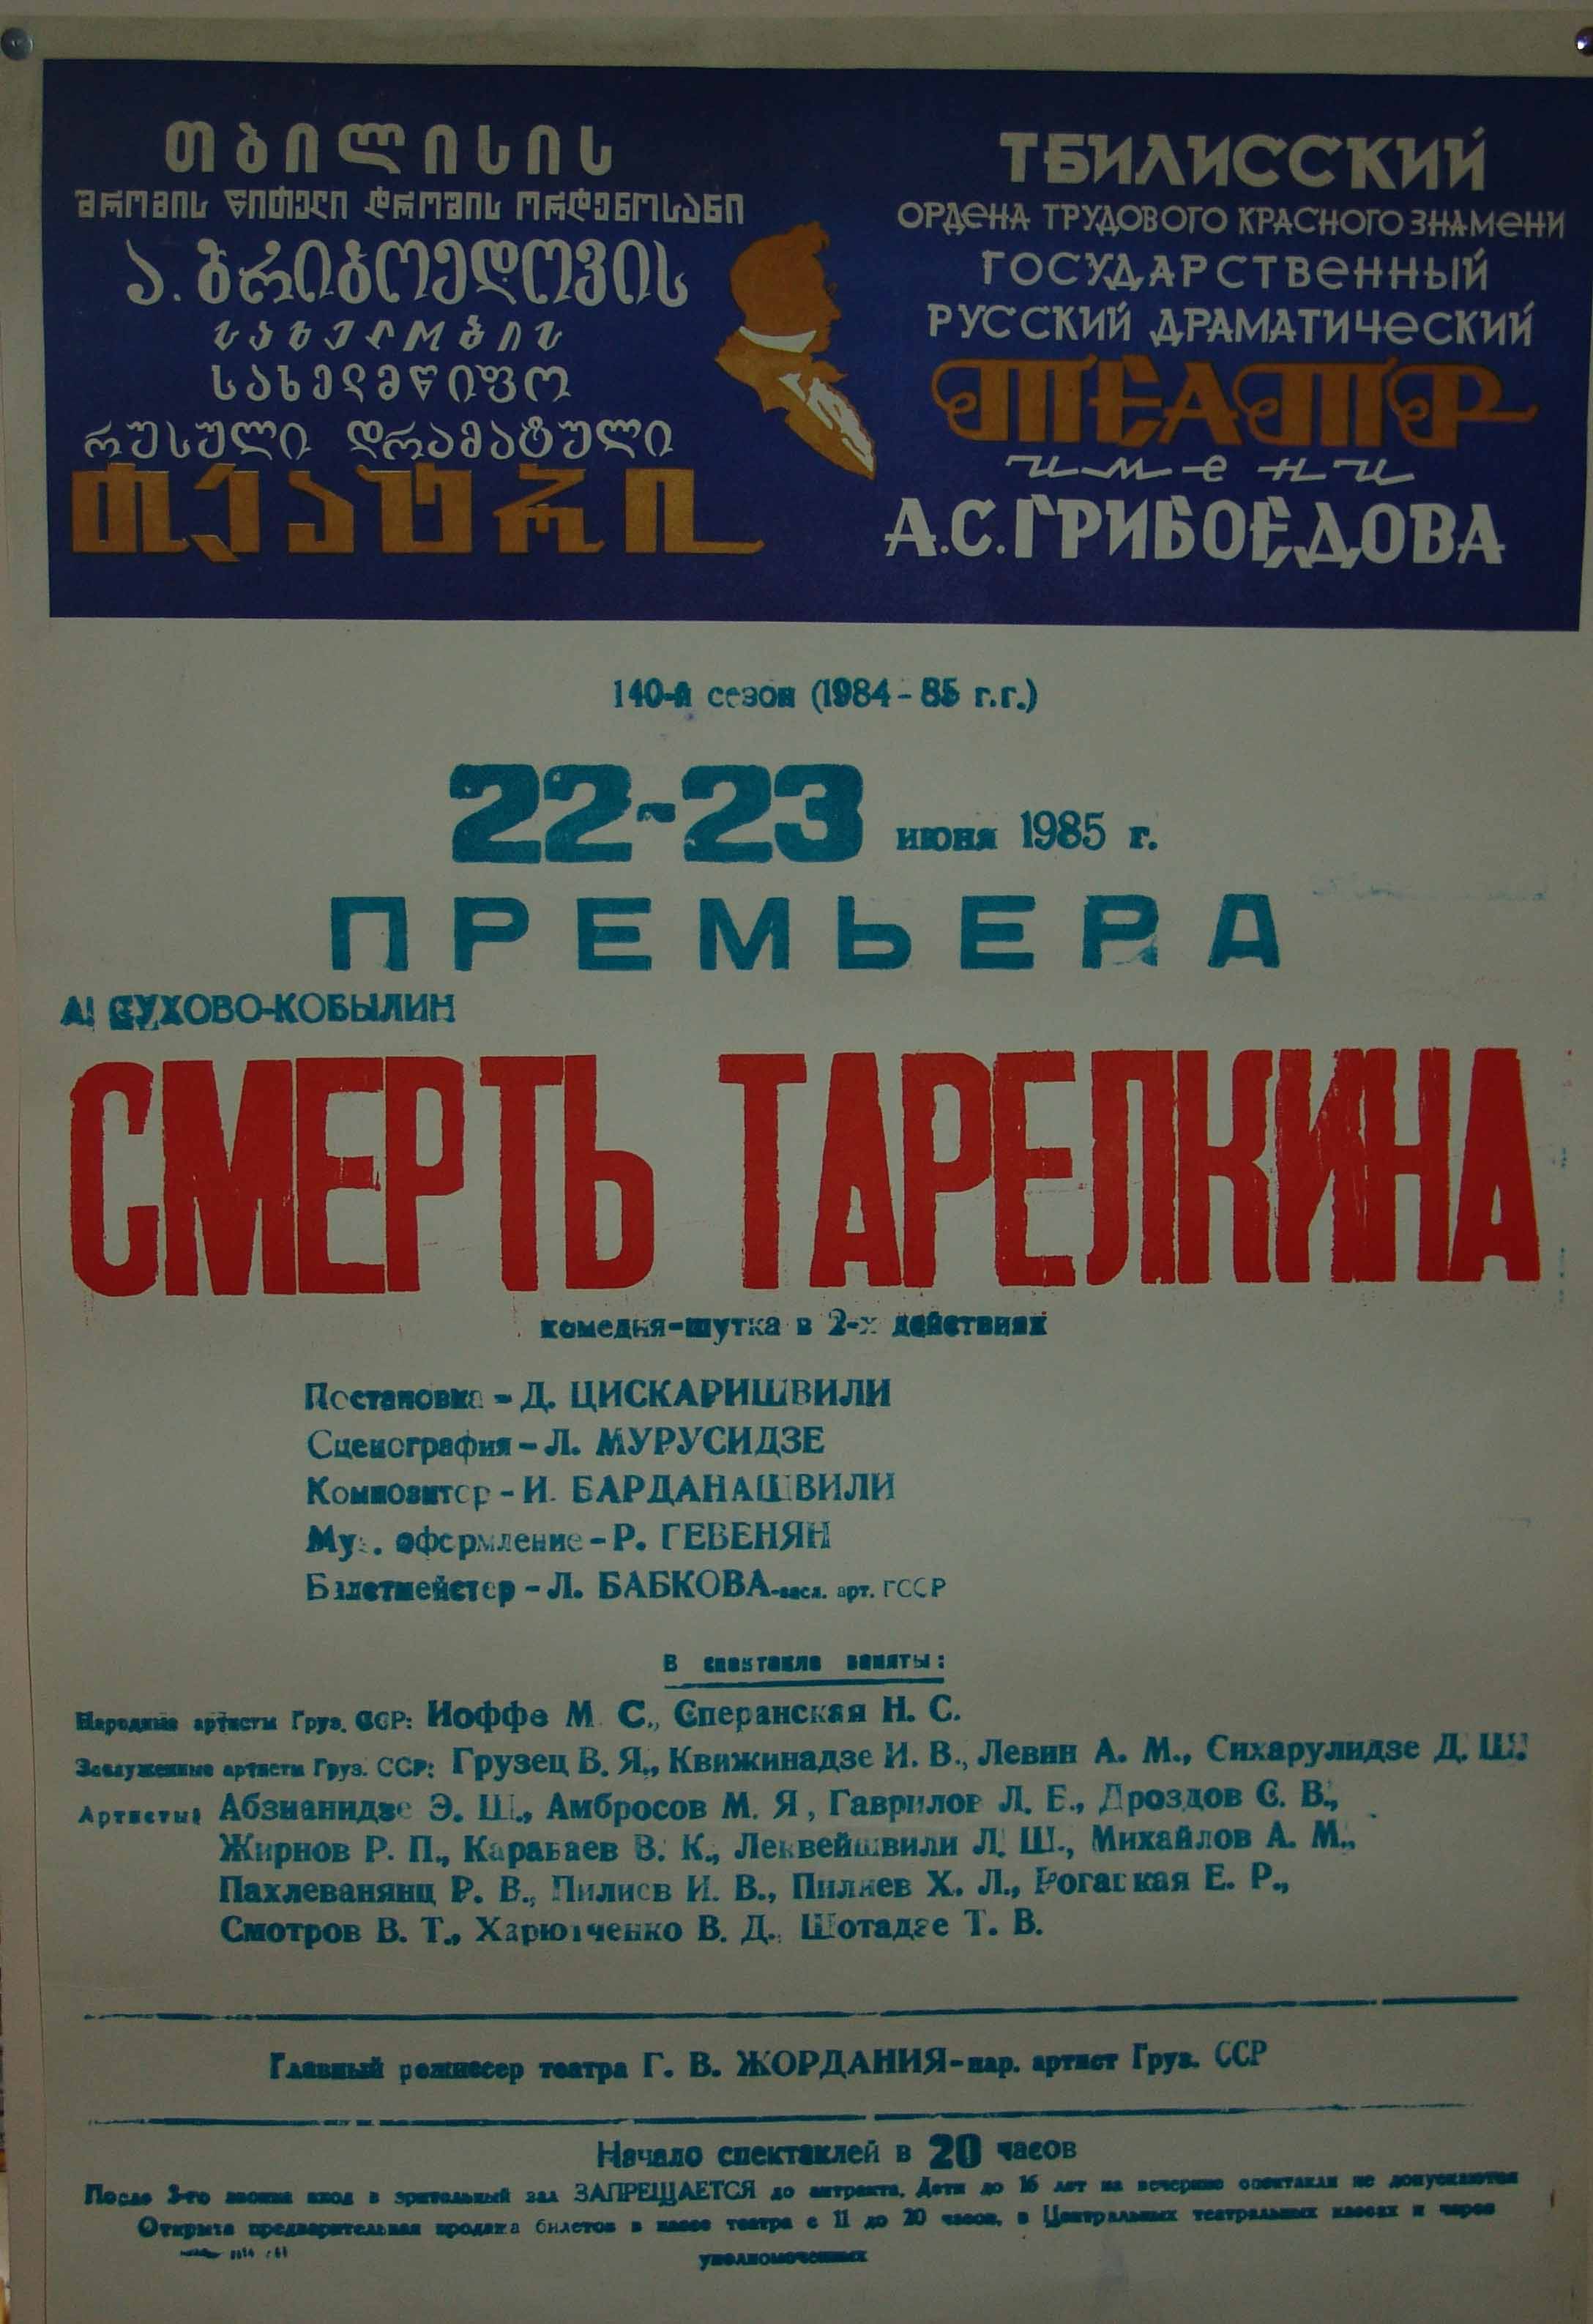 თბილისის
შრომის წითელი დროშის ორდენოსანი
ა. გრიბოედოვის
სახელობის
სახელმწიფო
რუსული დრამატული
თეატრი
ТБИЛИССКИЙ
ОРДЕНА ТРУДОВОГО КРАСНОГО ЗНАМЕНИ
ГОСУДАРСТВЕННЫЙ
РУССКИЙ ДРАМАТИЧЕСКИЙ
ТЕАТР
имени
А.С.ГРИБОЕДОВА
140-й сезон (1984-85 г.г.)
22-23 июня 1985 г.
ПРЕМЬЕРА
А. СУХОВО-КОБЫЛИН
СМЕРТЬ ТАРЕЛКИНА
комедия-шутка в 2-х действиях
Постановка - Д. ЦИСКАРИШВИЛИ
Сценография - Л. МУРУСИДЗЕ
Композитор - И. БАРДАНАШВИЛИ
Муз. оформление - Р. ГЕВЕНЯН
Балетмейстер - Л. БАБКОВА-засл. арт. ГССР
В спектакле заняты:
Народные артисты Груз. ССР: Иоффе М. С., Сперанская Н. С.
Заслуженные артисты Груз. ССР: Грузец В. Я., Квижинадзе И. В., Левин А. М., Сихарулидзе Д. Ш.
Артисты: Абзианидзе Э. Ш., Амбросов М. Я., Гаврилов Л. Е., Дроздов С. В.,
Жирнов Р. П., Карабаев В. К., Леквейшвили Л. Ш., Михайлов А. М.,
Пахлеванянц Р. В., Пилиев И. В., Пилиев Х. Л., Рогавская Е. Р.,
Смотров В. Т., Харютченко В. Д., Шотадзе Т. В.
Главный режиссер театра Г. В. ЖОРДАНИЯ-нар. артист Груз. ССР
Начало спектаклей в 20 часов
После 3-го звонка вход в зрительный зал ЗАПРЕЩАЕТСЯ до антракта. Дети до 16 лет на вечерние спектакли не допускаются
Открыта предварительная продажа билетов в кассе театра с 11 до 20 часов, в Центральных театральных кассах и через
уполномоченных